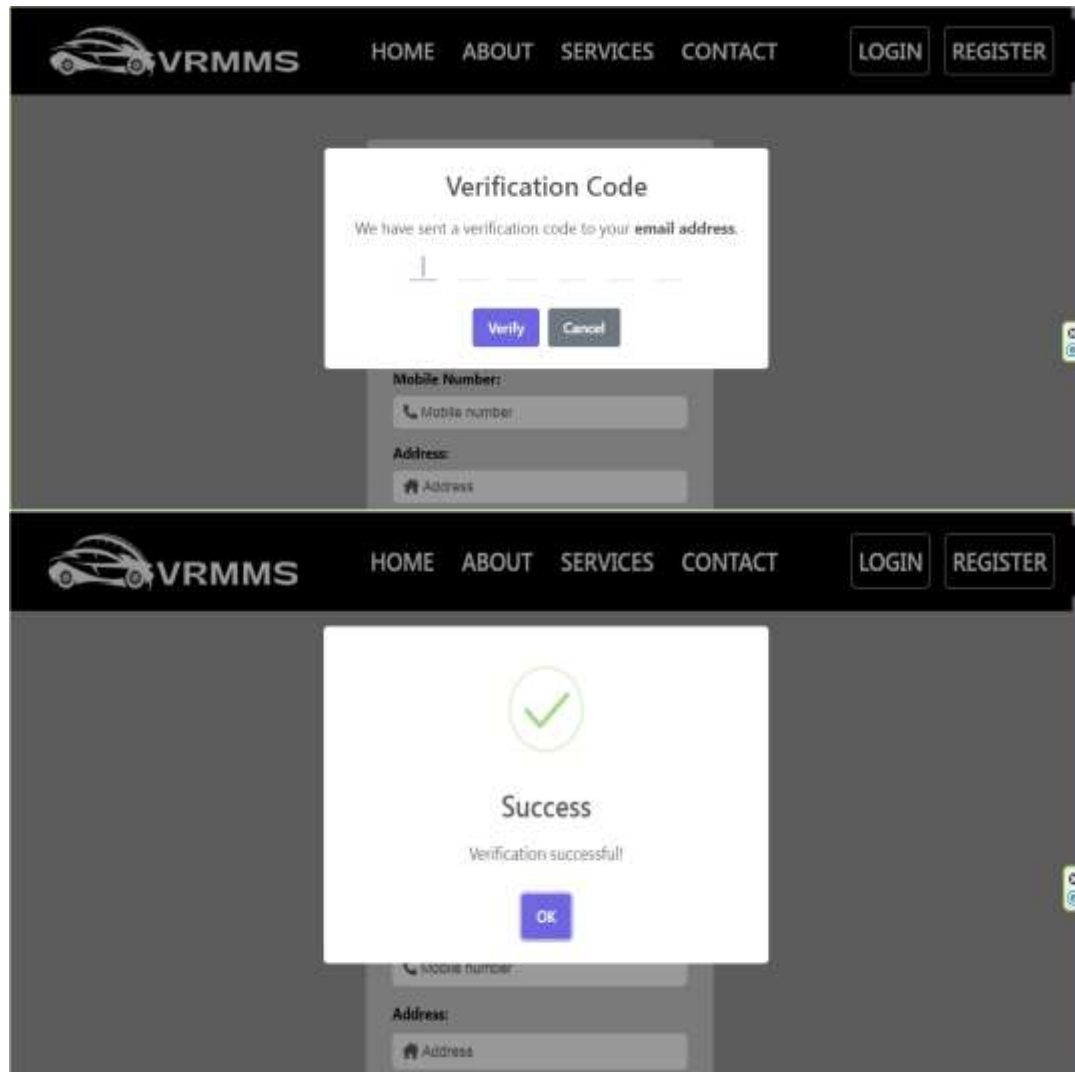 VRMMS HOME ABOUT SERVICES CONTACT LOGIN REGISTER
Verification Code
We have sent a verification code to your email address.
Verify Cancel
Mobile Number:
Mobile number
Address:
Address
VRMMS HOME ABOUT SERVICES CONTACT LOGIN REGISTER
Success
Verification successful!
OK
Mobile number
Address:
Address